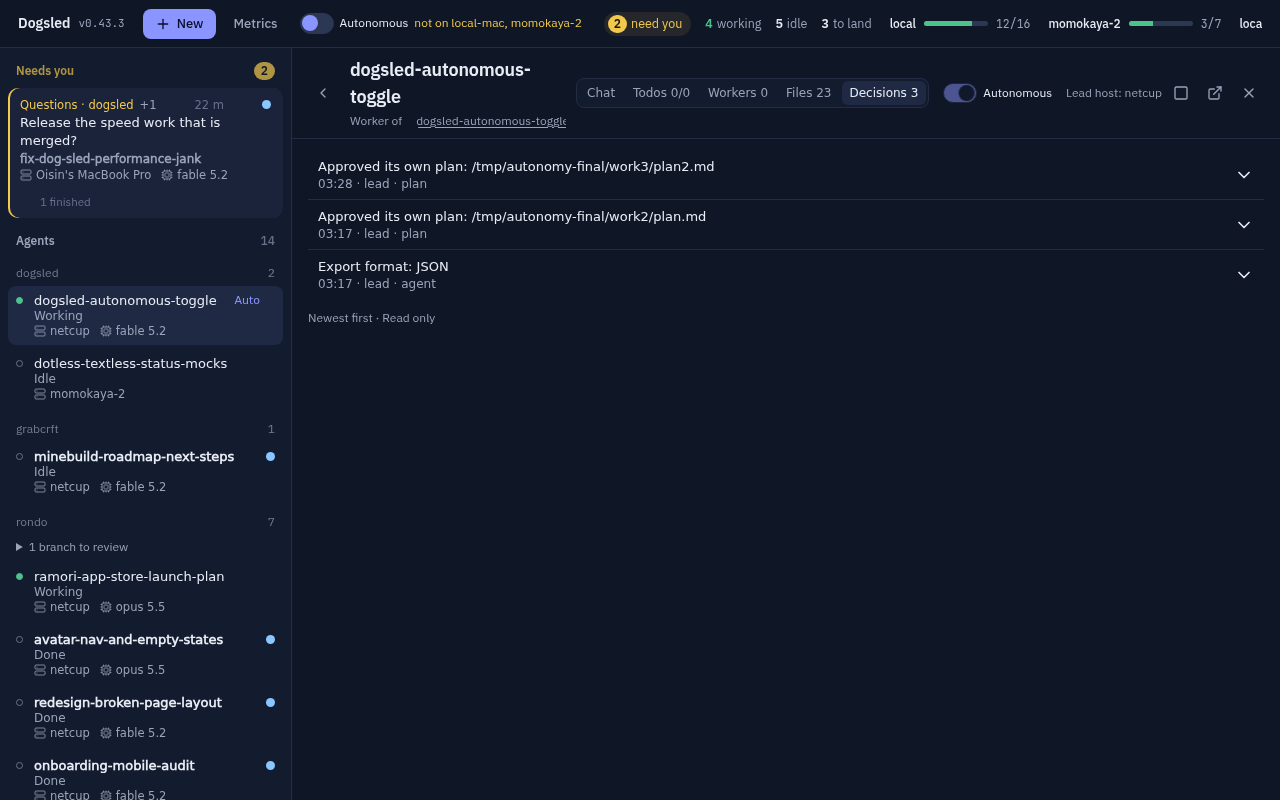 Dogsled v0.43.3 + New Metrics Autonomous not on local-mac, momokaya-2 2 need you 4 working 5 idle 3 to land local 12/16 momokaya-2 3/7 loca
Needs you 2
Questions · dogsled +1 22 m
Release the speed work that is
merged?
fix-dog-sled-performance-jank
Oisin's MacBook Pro fable 5.2
1 finished
Agents 14
dogsled 2
dogsled-autonomous-toggle Auto
Working
netcup fable 5.2
dotless-textless-status-mocks
Idle
momokaya-2
grabcrft 1
minebuild-roadmap-next-steps
Idle
netcup fable 5.2
rondo 7
1 branch to review
ramori-app-store-launch-plan
Working
netcup opus 5.5
avatar-nav-and-empty-states
Done
netcup opus 5.5
redesign-broken-page-layout
Done
netcup fable 5.2
onboarding-mobile-audit
Done
netcup fable 5.2
dogsled-autonomous-
toggle
Worker of dogsled-autonomous-toggle
Chat Todos 0/0 Workers 0 Files 23 Decisions 3 Autonomous Lead host: netcup
Approved its own plan: /tmp/autonomy-final/work3/plan2.md
03:28 · lead · plan
Approved its own plan: /tmp/autonomy-final/work2/plan.md
03:17 · lead · plan
Export format: JSON
03:17 · lead · agent
Newest first · Read only